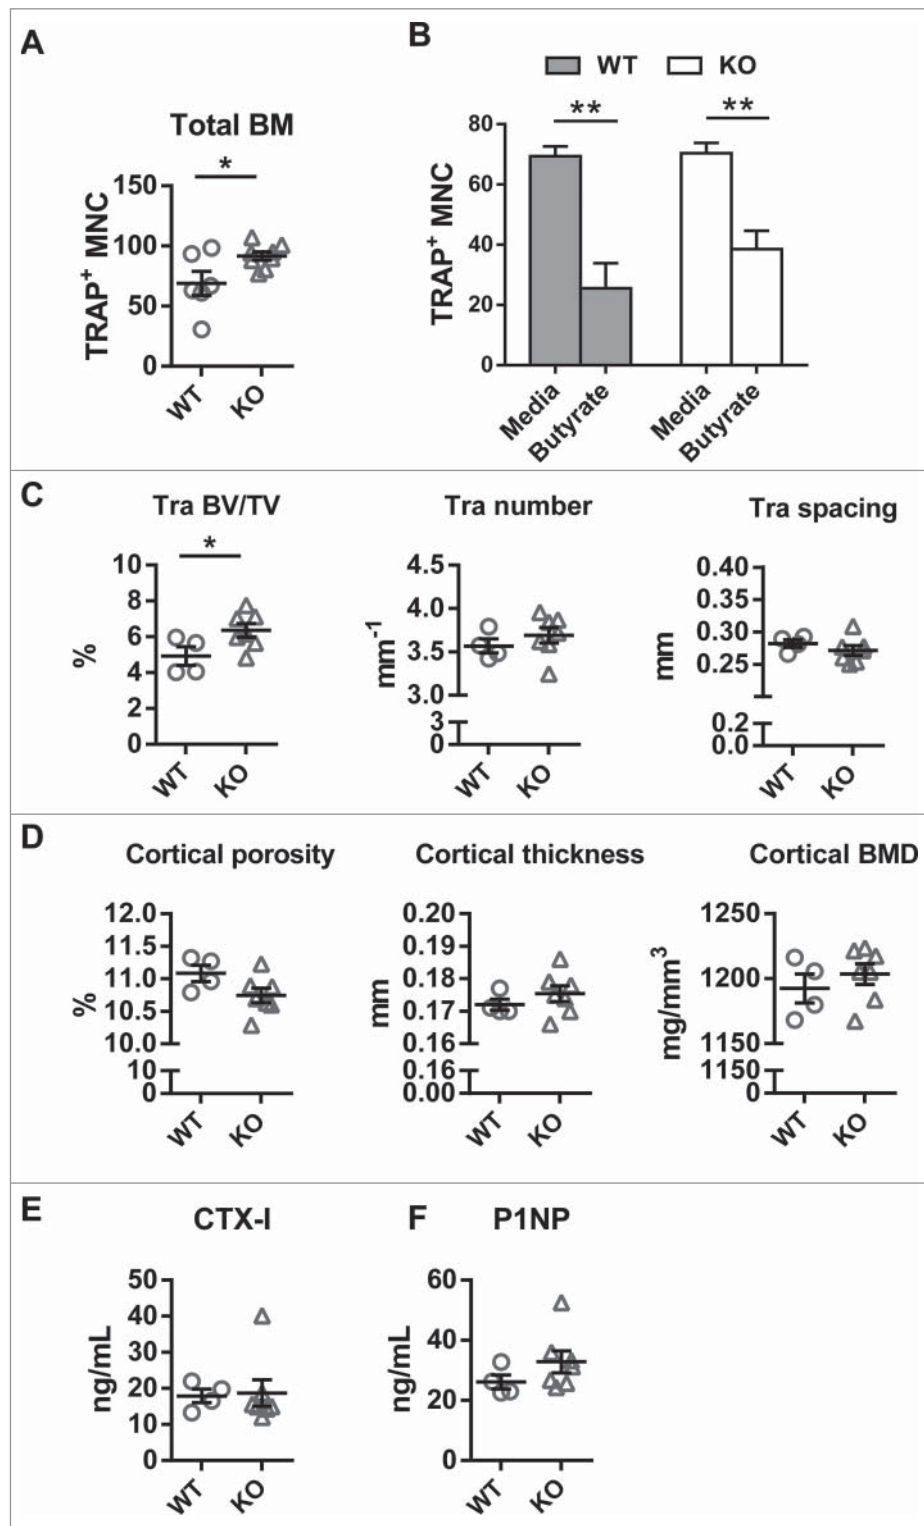 A
Total BM
*
TRAP+ MNC
150
100
50
0
WT
KO
B
WT KO
** **
TRAP+ MNC
80
60
40
20
0
Media
Butyrate
Media
Butyrate
C
Tra BV/TV
*
%
10
8
6
4
2
0
WT
KO
Tra number
mm-1
4.5
4.0
3.5
3.0
3
0
WT
KO
Tra spacing
mm
0.40
0.35
0.30
0.25
0.2
0.0
WT
KO
D
Cortical porosity
%
12.0
11.5
11.0
10.5
10.0
10
0
WT
KO
Cortical thickness
mm
0.20
0.19
0.18
0.17
0.16
0.16
0.00
WT
KO
Cortical BMD
mg/mm3
1250
1200
1150
1150
0
WT
KO
E
CTX-I
ng/mL
50
40
30
20
10
0
WT
KO
F
P1NP
ng/mL
60
40
20
0
WT
KO